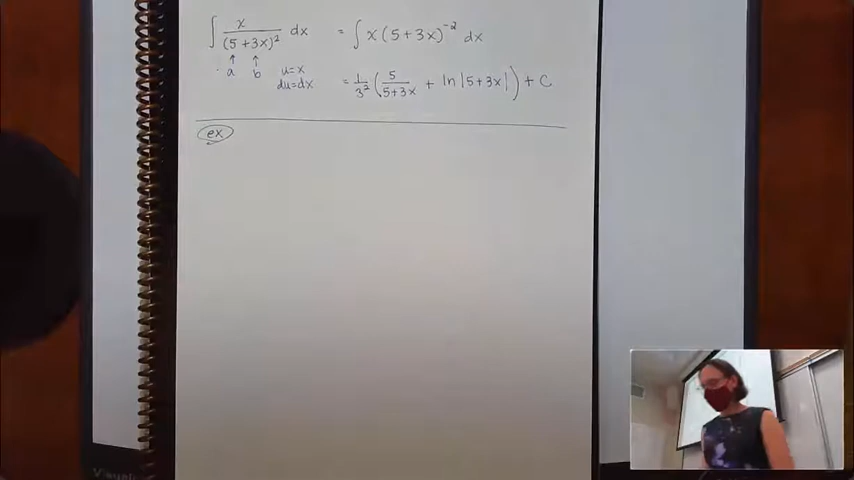 ∫ x/(5+3x)² dx = ∫ x(5+3x)⁻² dx
↑ ↑
a b u=x
du=dx = 1/3² (5/(5+3x) + ln|5+3x|) + C
ex